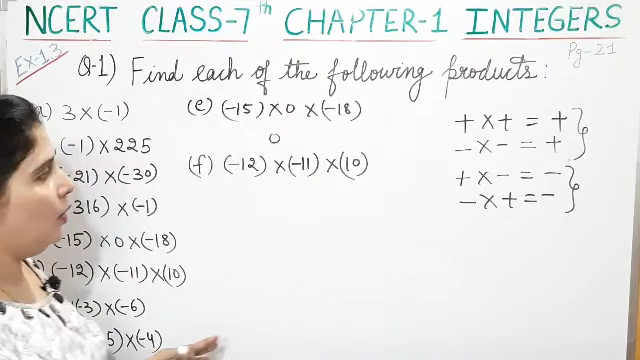 NCERT CLASS-7th CHAPTER-1 INTEGERS
EX-1.3
Pg-21
Q-1) Find each of the following products:
a) 3×(-1)
(-1)×225
-21)×(-30)
316)×(-1)
-15)×0×(-18)
-12)×(-11)×(10)
(-3)×(-6)
5)×(-4)
(e) (-15)×0×(-18)
0
(f) (-12)×(-11)×(10)
+×+ = +
-×- = +
+×- = -
-×+ = -